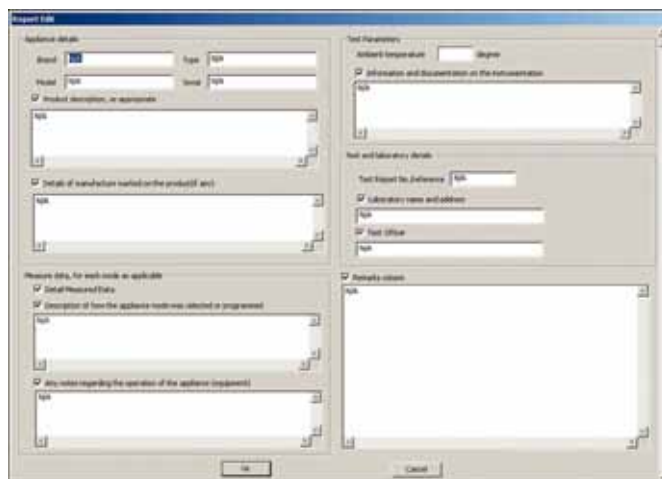 Report Edit
Appliance details
Brand N/A Type N/A
Model N/A Serial N/A
Product description, as appropriate
N/A
Details of manufacture marked on the product(if any)
N/A
Measure data, for each mode as applicable
Detail Measured Data
Description of how the appliance mode was selected or programmed
N/A
Any notes regarding the operation of the appliance (equipment)
N/A
Test Parameters
Ambient temperature degree
Information and documentation on the instrumentation
N/A
Test and laboratory details
Test Report No./reference N/A
Laboratory name and address
N/A
Test Officer
N/A
Remarks column
N/A
Ok Cancel